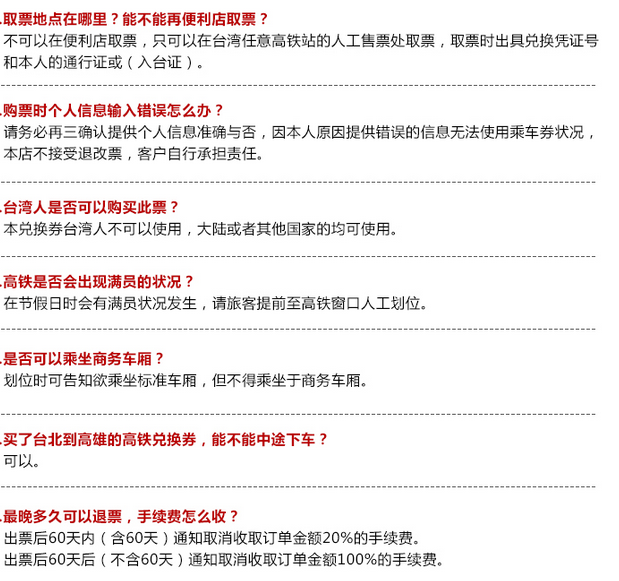 .取票地点在哪里？能不能再便利店取票？
不可以在便利店取票，只可以在台湾任意高铁站的人工售票处取票，取票时出具兑换凭证号
和本人的通行证或（入台证）。
.购票时个人信息输入错误怎么办？
请务必再三确认提供个人信息准确与否，因本人原因提供错误的信息无法使用乘车券状况，
本店不接受退改票，客户自行承担责任。
.台湾人是否可以购买此票？
本兑换券台湾人不可以使用，大陆或者其他国家的均可使用。
.高铁是否会出现满员的状况？
在节假日时会有满员状况发生，请旅客提前至高铁窗口人工划位。
.是否可以乘坐商务车厢？
划位时可告知欲乘坐标准车厢，但不得乘坐于商务车厢。
.买了台北到高雄的高铁兑换券，能不能中途下车？
可以。
.最晚多久可以退票，手续费怎么收？
出票后60天内（含60天）通知取消收取订单金额20%的手续费。
出票后60天后（不含60天）通知取消收取订单金额100%的手续费。